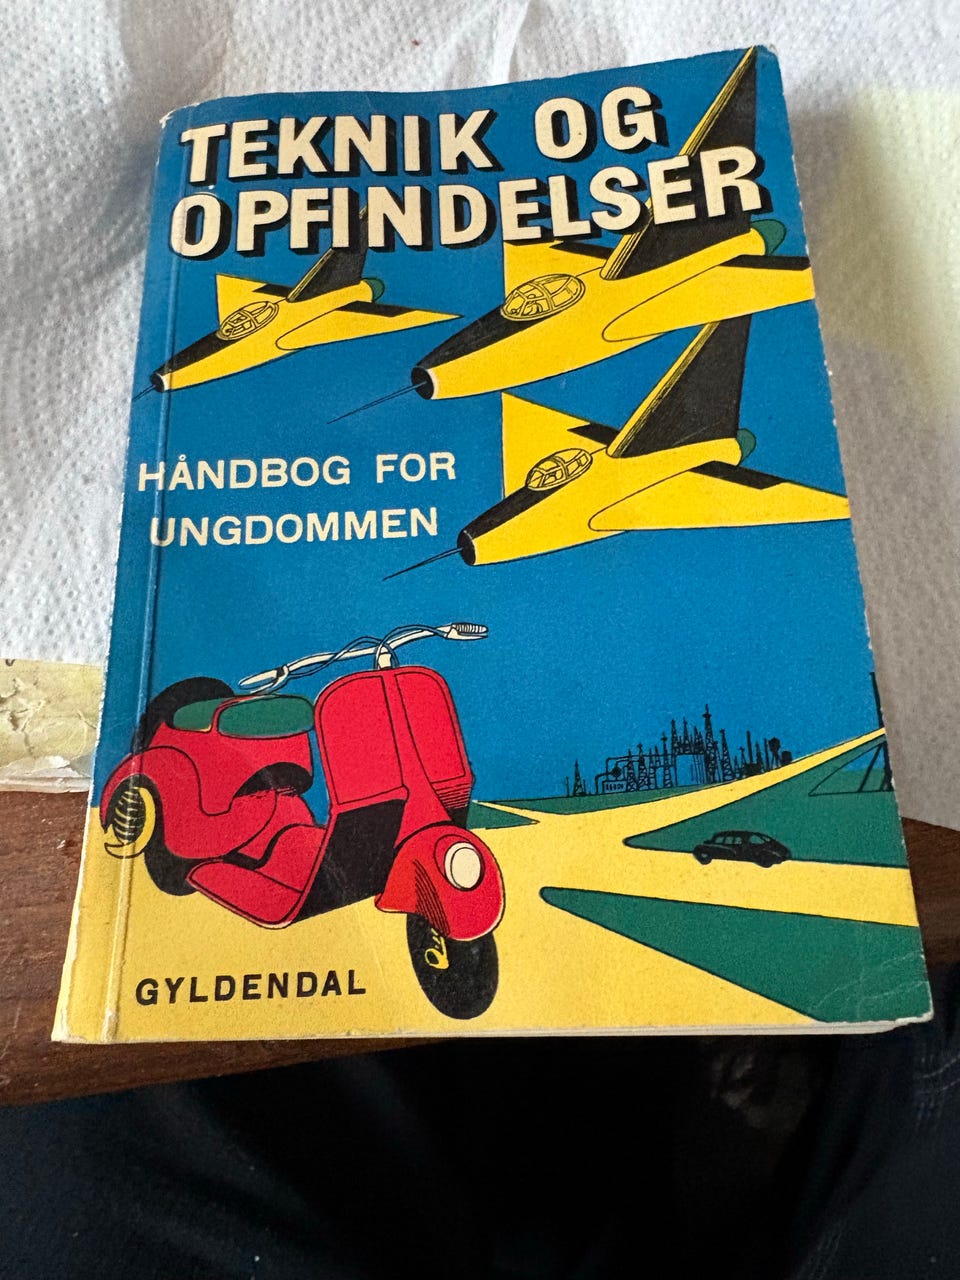 TEKNIK OG
OPFINDELSER
HÅNDBOG FOR
UNGDOMMEN
GYLDENDAL